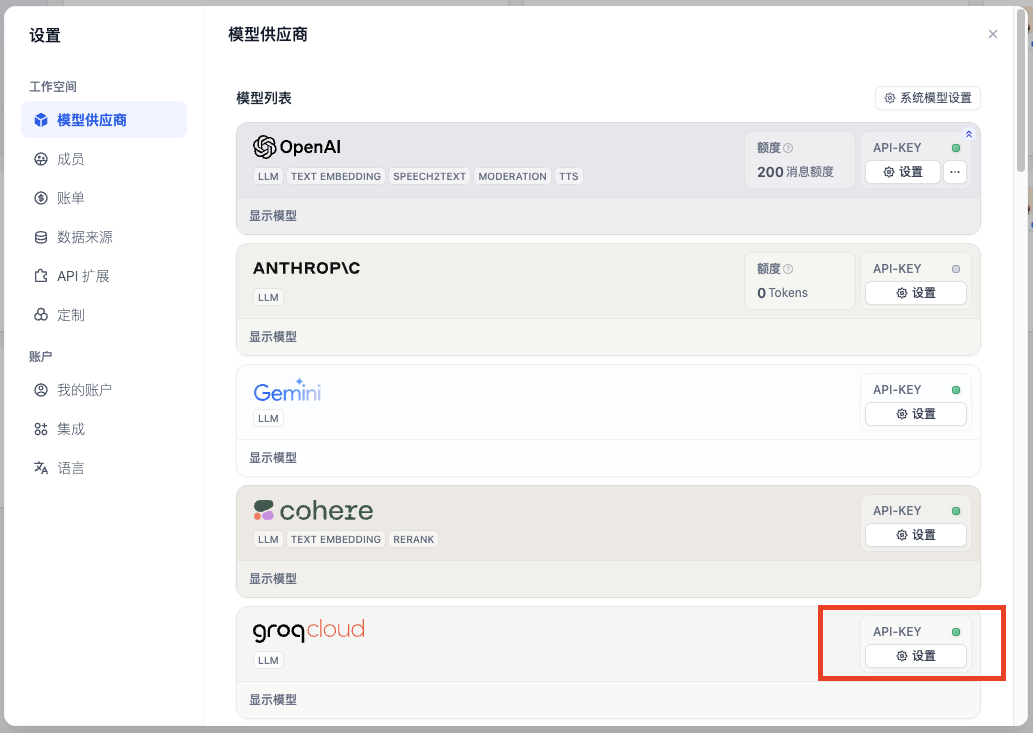 设置
工作空间
模型供应商
成员
账单
数据来源
API 扩展
定制
账户
我的账户
集成
语言
模型供应商
模型列表
系统模型设置
OpenAI
LLM TEXT EMBEDDING SPEECH2TEXT MODERATION TTS
额度
200 消息额度
API-KEY
设置
显示模型
ANTHROP\C
LLM
额度
0 Tokens
API-KEY
设置
显示模型
Gemini
LLM
API-KEY
设置
显示模型
cohere
LLM TEXT EMBEDDING RERANK
API-KEY
设置
显示模型
groqcloud
LLM
API-KEY
设置
显示模型